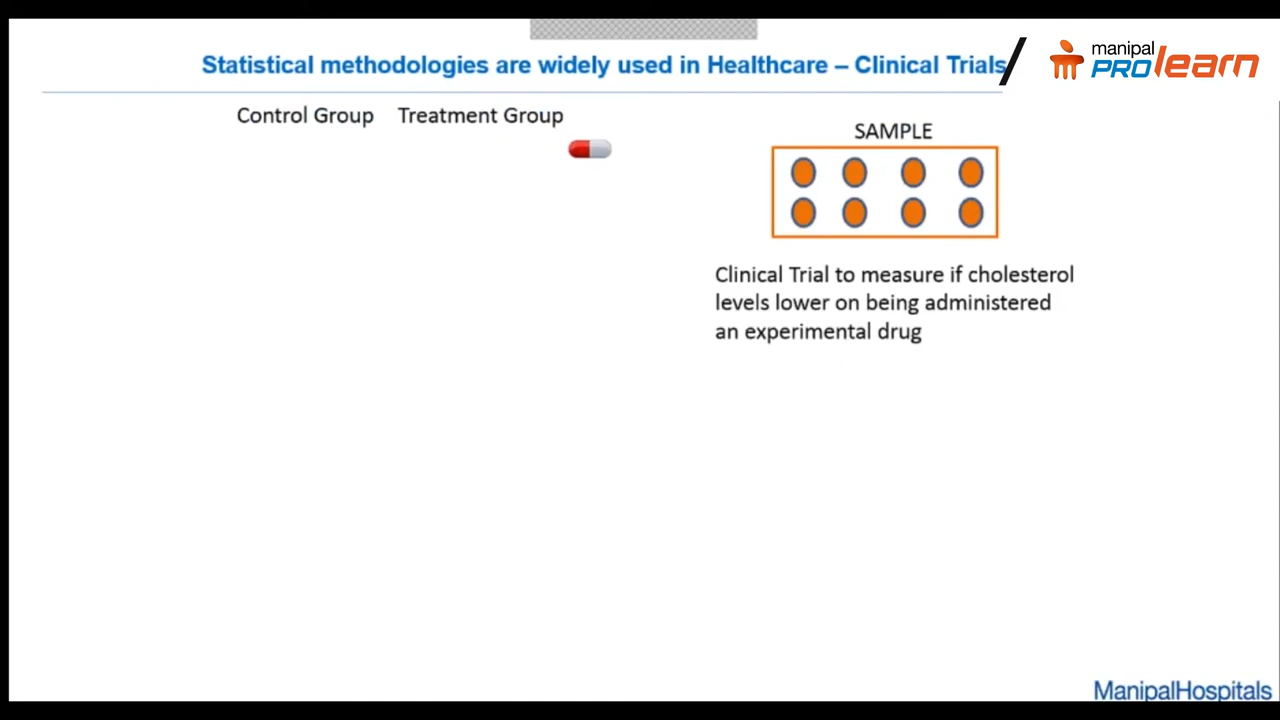 Statistical methodologies are widely used in Healthcare – Clinical Trials
manipal
PROlearn
Control Group Treatment Group
SAMPLE
Clinical Trial to measure if cholesterol
levels lower on being administered
an experimental drug
ManipalHospitals